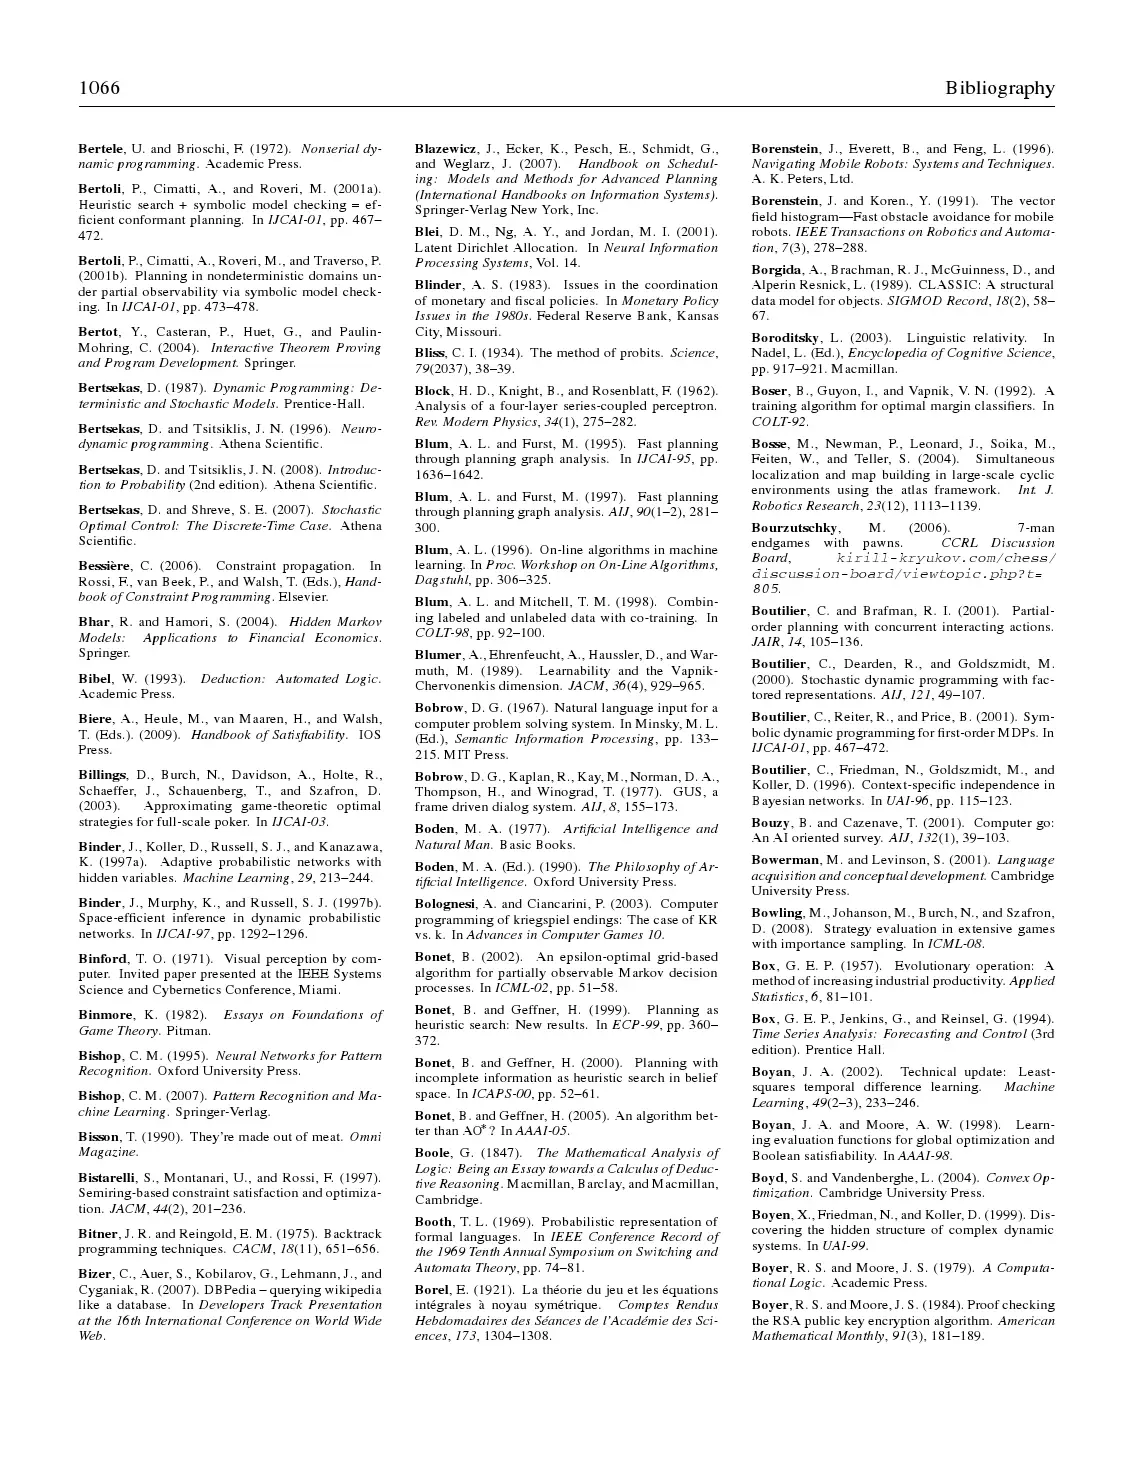 1066
Bibliography
Bertele, U. and Brioschi, F. (1972). Nonserial dy-
namic programming. Academic Press.
Bertoli, P., Cimatti, A., and Roveri, M. (2001a).
Heuristic search + symbolic model checking = ef-
ficient conformant planning. In IJCAI-01, pp. 467–
472.
Bertoli, P., Cimatti, A., Roveri, M., and Traverso, P.
(2001b). Planning in nondeterministic domains un-
der partial observability via symbolic model check-
ing. In IJCAI-01, pp. 473–478.
Bertot, Y., Casteran, P., Huet, G., and Paulin-
Mohring, C. (2004). Interactive Theorem Proving
and Program Development. Springer.
Bertsekas, D. (1987). Dynamic Programming: De-
terministic and Stochastic Models. Prentice-Hall.
Bertsekas, D. and Tsitsiklis, J. N. (1996). Neuro-
dynamic programming. Athena Scientific.
Bertsekas, D. and Tsitsiklis, J. N. (2008). Introduc-
tion to Probability (2nd edition). Athena Scientific.
Bertsekas, D. and Shreve, S. E. (2007). Stochastic
Optimal Control: The Discrete-Time Case. Athena
Scientific.
Bessière, C. (2006). Constraint propagation. In
Rossi, F., van Beek, P., and Walsh, T. (Eds.), Hand-
book of Constraint Programming. Elsevier.
Bhar, R. and Hamori, S. (2004). Hidden Markov
Models: Applications to Financial Economics.
Springer.
Bibel, W. (1993). Deduction: Automated Logic.
Academic Press.
Biere, A., Heule, M., van Maaren, H., and Walsh,
T. (Eds.). (2009). Handbook of Satisfiability. IOS
Press.
Billings, D., Burch, N., Davidson, A., Holte, R.,
Schaeffer, J., Schauenberg, T., and Szafron, D.
(2003). Approximating game-theoretic optimal
strategies for full-scale poker. In IJCAI-03.
Binder, J., Koller, D., Russell, S. J., and Kanazawa,
K. (1997a). Adaptive probabilistic networks with
hidden variables. Machine Learning, 29, 213–244.
Binder, J., Murphy, K., and Russell, S. J. (1997b).
Space-efficient inference in dynamic probabilistic
networks. In IJCAI-97, pp. 1292–1296.
Binford, T. O. (1971). Visual perception by com-
puter. Invited paper presented at the IEEE Systems
Science and Cybernetics Conference, Miami.
Binmore, K. (1982). Essays on Foundations of
Game Theory. Pitman.
Bishop, C. M. (1995). Neural Networks for Pattern
Recognition. Oxford University Press.
Bishop, C. M. (2007). Pattern Recognition and Ma-
chine Learning. Springer-Verlag.
Bisson, T. (1990). They're made out of meat. Omni
Magazine.
Bistarelli, S., Montanari, U., and Rossi, F. (1997).
Semiring-based constraint satisfaction and optimiza-
tion. JACM, 44(2), 201–236.
Bitner, J. R. and Reingold, E. M. (1975). Backtrack
programming techniques. CACM, 18(11), 651–656.
Bizer, C., Auer, S., Kobilarov, G., Lehmann, J., and
Cyganiak, R. (2007). DBPedia – querying wikipedia
like a database. In Developers Track Presentation
at the 16th International Conference on World Wide
Web.
Blazewicz, J., Ecker, K., Pesch, E., Schmidt, G.,
and Weglarz, J. (2007). Handbook on Schedul-
ing: Models and Methods for Advanced Planning
(International Handbooks on Information Systems).
Springer-Verlag New York, Inc.
Blei, D. M., Ng, A. Y., and Jordan, M. I. (2001).
Latent Dirichlet Allocation. In Neural Information
Processing Systems, Vol. 14.
Blinder, A. S. (1983). Issues in the coordination
of monetary and fiscal policies. In Monetary Policy
Issues in the 1980s. Federal Reserve Bank, Kansas
City, Missouri.
Bliss, C. I. (1934). The method of probits. Science,
79(2037), 38–39.
Block, H. D., Knight, B., and Rosenblatt, F. (1962).
Analysis of a four-layer series-coupled perceptron.
Rev. Modern Physics, 34(1), 275–282.
Blum, A. L. and Furst, M. (1995). Fast planning
through planning graph analysis. In IJCAI-95, pp.
1636–1642.
Blum, A. L. and Furst, M. (1997). Fast planning
through planning graph analysis. AIJ, 90(1–2), 281–
300.
Blum, A. L. (1996). On-line algorithms in machine
learning. In Proc. Workshop on On-Line Algorithms,
Dagstuhl, pp. 306–325.
Blum, A. L. and Mitchell, T. M. (1998). Combin-
ing labeled and unlabeled data with co-training. In
COLT-98, pp. 92–100.
Blumer, A., Ehrenfeucht, A., Haussler, D., and War-
muth, M. (1989). Learnability and the Vapnik-
Chervonenkis dimension. JACM, 36(4), 929–965.
Bobrow, D. G. (1967). Natural language input for a
computer problem solving system. In Minsky, M. L.
(Ed.), Semantic Information Processing, pp. 133–
215. MIT Press.
Bobrow, D. G., Kaplan, R., Kay, M., Norman, D. A.,
Thompson, H., and Winograd, T. (1977). GUS, a
frame driven dialog system. AIJ, 8, 155–173.
Boden, M. A. (1977). Artificial Intelligence and
Natural Man. Basic Books.
Boden, M. A. (Ed.). (1990). The Philosophy of Ar-
tificial Intelligence. Oxford University Press.
Bolognesi, A. and Ciancarini, P. (2003). Computer
programming of kriegspiel endings: The case of KR
vs. k. In Advances in Computer Games 10.
Bonet, B. (2002). An epsilon-optimal grid-based
algorithm for partially observable Markov decision
processes. In ICML-02, pp. 51–58.
Bonet, B. and Geffner, H. (1999). Planning as
heuristic search: New results. In ECP-99, pp. 360–
372.
Bonet, B. and Geffner, H. (2000). Planning with
incomplete information as heuristic search in belief
space. In ICAPS-00, pp. 52–61.
Bonet, B. and Geffner, H. (2005). An algorithm bet-
ter than AO*? In AAAI-05.
Boole, G. (1847). The Mathematical Analysis of
Logic: Being an Essay towards a Calculus of Deduc-
tive Reasoning. Macmillan, Barclay, and Macmillan,
Cambridge.
Booth, T. L. (1969). Probabilistic representation of
formal languages. In IEEE Conference Record of
the 1969 Tenth Annual Symposium on Switching and
Automata Theory, pp. 74–81.
Borel, E. (1921). La théorie du jeu et les équations
intégrales à noyau symétrique. Comptes Rendus
Hebdomadaires des Séances de l'Académie des Sci-
ences, 173, 1304–1308.
Borenstein, J., Everett, B., and Feng, L. (1996).
Navigating Mobile Robots: Systems and Techniques.
A. K. Peters, Ltd.
Borenstein, J. and Koren., Y. (1991). The vector
field histogram—Fast obstacle avoidance for mobile
robots. IEEE Transactions on Robotics and Automa-
tion, 7(3), 278–288.
Borgida, A., Brachman, R. J., McGuinness, D., and
Alperin Resnick, L. (1989). CLASSIC: A structural
data model for objects. SIGMOD Record, 18(2), 58–
67.
Boroditsky, L. (2003). Linguistic relativity. In
Nadel, L. (Ed.), Encyclopedia of Cognitive Science,
pp. 917–921. Macmillan.
Boser, B., Guyon, I., and Vapnik, V. N. (1992). A
training algorithm for optimal margin classifiers. In
COLT-92.
Bosse, M., Newman, P., Leonard, J., Soika, M.,
Feiten, W., and Teller, S. (2004). Simultaneous
localization and map building in large-scale cyclic
environments using the atlas framework. Int. J.
Robotics Research, 23(12), 1113–1139.
Bourzutschky, M. (2006). 7-man
endgames with pawns. CCRL Discussion
Board, kirill-kryukov.com/chess/
discussion-board/viewtopic.php?t=
805.
Boutilier, C. and Brafman, R. I. (2001). Partial-
order planning with concurrent interacting actions.
JAIR, 14, 105–136.
Boutilier, C., Dearden, R., and Goldszmidt, M.
(2000). Stochastic dynamic programming with fac-
tored representations. AIJ, 121, 49–107.
Boutilier, C., Reiter, R., and Price, B. (2001). Sym-
bolic dynamic programming for first-order MDPs. In
IJCAI-01, pp. 467–472.
Boutilier, C., Friedman, N., Goldszmidt, M., and
Koller, D. (1996). Context-specific independence in
Bayesian networks. In UAI-96, pp. 115–123.
Bouzy, B. and Cazenave, T. (2001). Computer go:
An AI oriented survey. AIJ, 132(1), 39–103.
Bowerman, M. and Levinson, S. (2001). Language
acquisition and conceptual development. Cambridge
University Press.
Bowling, M., Johanson, M., Burch, N., and Szafron,
D. (2008). Strategy evaluation in extensive games
with importance sampling. In ICML-08.
Box, G. E. P. (1957). Evolutionary operation: A
method of increasing industrial productivity. Applied
Statistics, 6, 81–101.
Box, G. E. P., Jenkins, G., and Reinsel, G. (1994).
Time Series Analysis: Forecasting and Control (3rd
edition). Prentice Hall.
Boyan, J. A. (2002). Technical update: Least-
squares temporal difference learning. Machine
Learning, 49(2–3), 233–246.
Boyan, J. A. and Moore, A. W. (1998). Learn-
ing evaluation functions for global optimization and
Boolean satisfiability. In AAAI-98.
Boyd, S. and Vandenberghe, L. (2004). Convex Op-
timization. Cambridge University Press.
Boyen, X., Friedman, N., and Koller, D. (1999). Dis-
covering the hidden structure of complex dynamic
systems. In UAI-99.
Boyer, R. S. and Moore, J. S. (1979). A Computa-
tional Logic. Academic Press.
Boyer, R. S. and Moore, J. S. (1984). Proof checking
the RSA public key encryption algorithm. American
Mathematical Monthly, 91(3), 181–189.